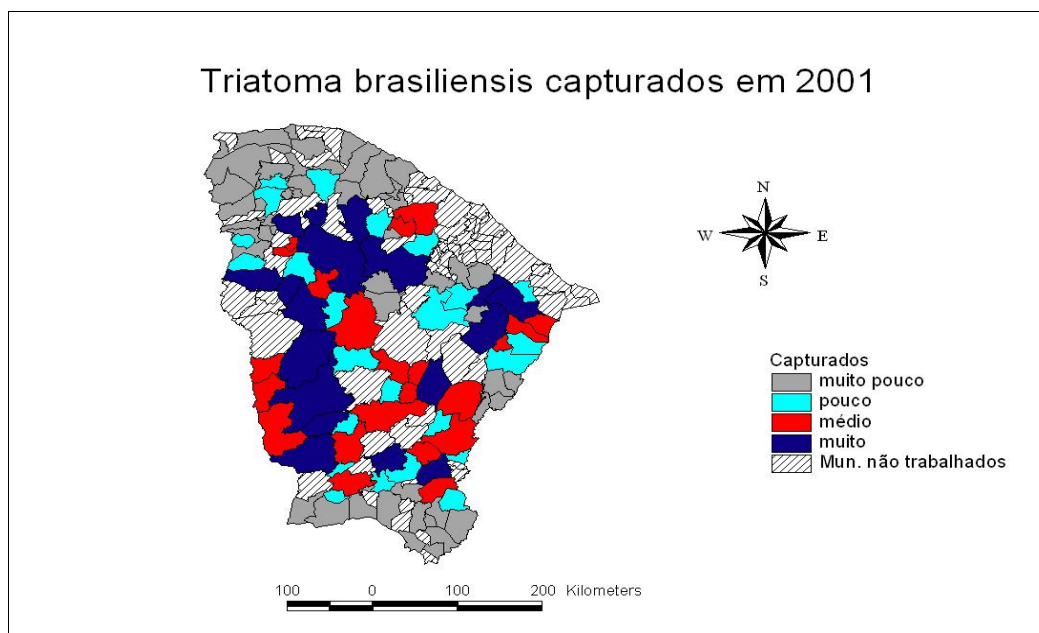 Triatoma brasiliensis capturados em 2001
N
W E
S
Capturados
muito pouco
pouco
médio
muito
Mun. não trabalhados
100 0 100 200 Kilometers